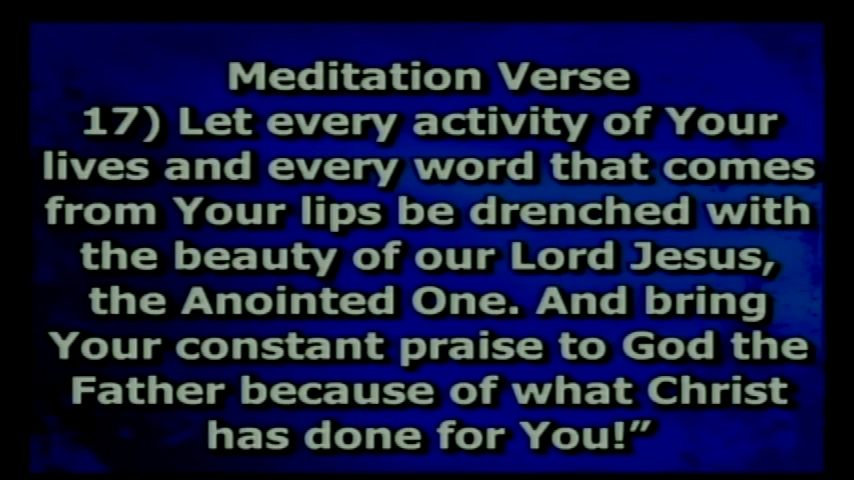 Meditation Verse
17) Let every activity of Your
lives and every word that comes
from Your lips be drenched with
the beauty of our Lord Jesus,
the Anointed One. And bring
Your constant praise to God the
Father because of what Christ
has done for You!”